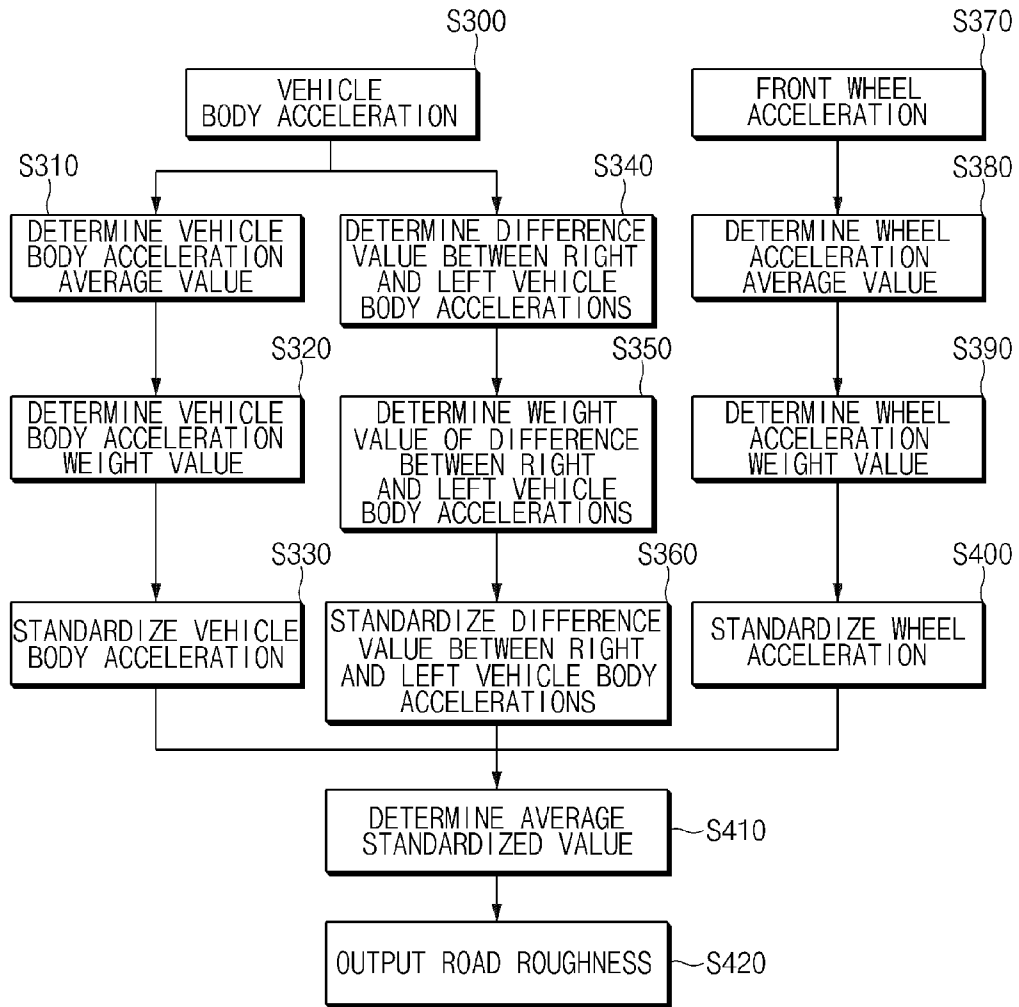 S300
VEHICLE
BODY ACCELERATION
S370
FRONT WHEEL
ACCELERATION
S310
DETERMINE VEHICLE
BODY ACCELERATION
AVERAGE VALUE
S340
DETERMINE DIFFERENCE
VALUE BETWEEN RIGHT
AND LEFT VEHICLE
BODY ACCELERATIONS
S380
DETERMINE WHEEL
ACCELERATION
AVERAGE VALUE
S320
DETERMINE VEHICLE
BODY ACCELERATION
WEIGHT VALUE
S350
DETERMINE WEIGHT
VALUE OF DIFFERENCE
BETWEEN RIGHT
AND LEFT VEHICLE
BODY ACCELERATIONS
S390
DETERMINE WHEEL
ACCELERATION
WEIGHT VALUE
S330
STANDARDIZE VEHICLE
BODY ACCELERATION
S360
STANDARDIZE DIFFERENCE
VALUE BETWEEN RIGHT
AND LEFT VEHICLE BODY
ACCELERATIONS
S400
STANDARDIZE WHEEL
ACCELERATION
DETERMINE AVERAGE
STANDARDIZED VALUE
S410
OUTPUT ROAD ROUGHNESS
S420